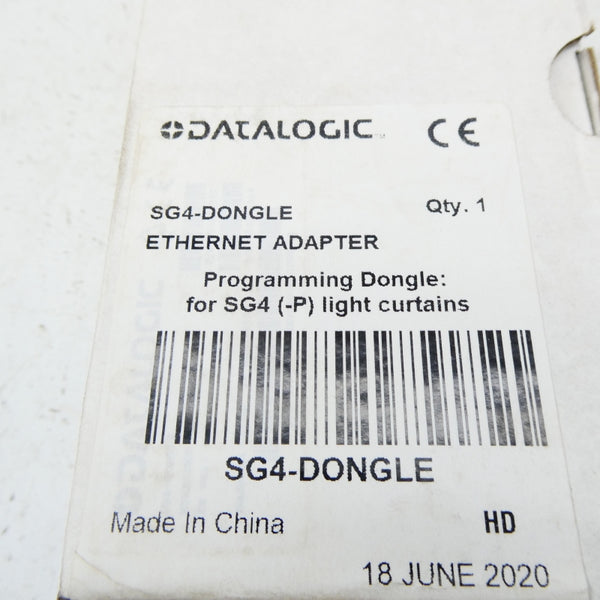 DATALOGIC™ CE
SG4-DONGLE Qty. 1
ETHERNET ADAPTER
Programming Dongle:
for SG4 (-P) light curtains
SG4-DONGLE
Made In China HD
18 JUNE 2020